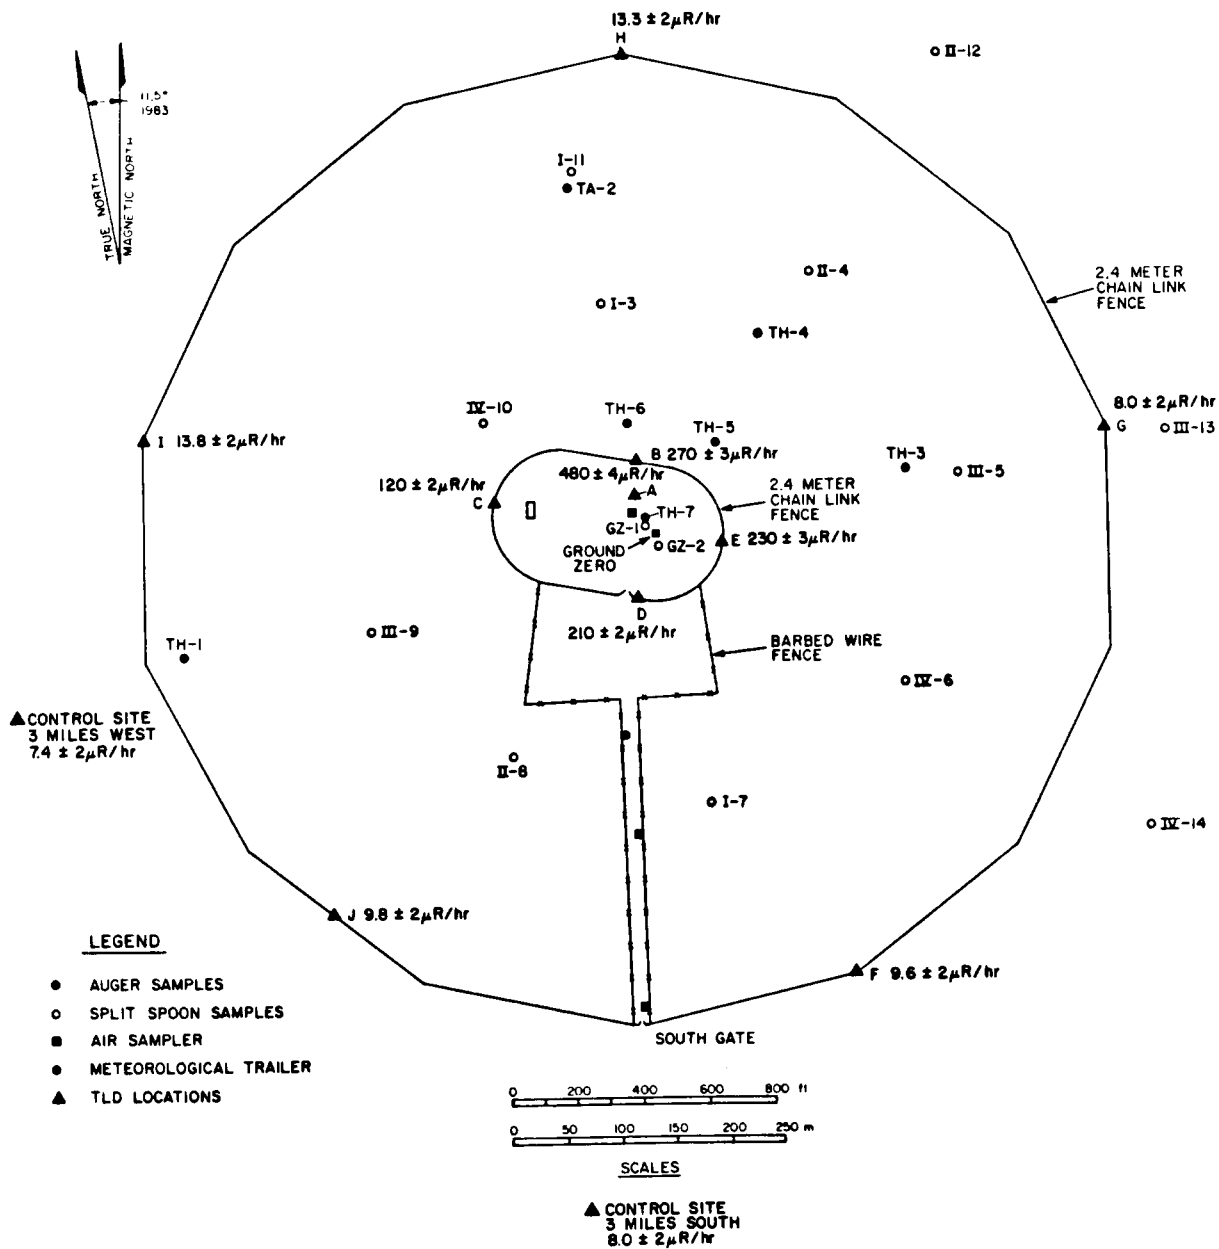 13.3 ± 2μR/hr
H
II-12
11.5°
1983
TRUE NORTH
MAGNETIC NORTH
I-11
TA-2
II-4
2.4 METER
CHAIN LINK
FENCE
I-3
TH-4
8.0 ± 2μR/hr
G
III-13
IV-10
TH-6
TH-5
I 13.8 ± 2μR/hr
B 270 ± 3μR/hr
TH-3
III-5
480 ± 4μR/hr
120 ± 2μR/hr
C
A
2.4 METER
CHAIN LINK
FENCE
TH-7
GZ-1
GZ-2
GROUND
ZERO
E 230 ± 3μR/hr
D
210 ± 2μR/hr
III-9
TH-1
BARBED WIRE
FENCE
IV-6
CONTROL SITE
3 MILES WEST
7.4 ± 2μR/hr
II-8
I-7
IV-14
J 9.8 ± 2μR/hr
F 9.6 ± 2μR/hr
LEGEND
AUGER SAMPLES
SPLIT SPOON SAMPLES
AIR SAMPLER
METEOROLOGICAL TRAILER
TLD LOCATIONS
SOUTH GATE
0 200 400 600 800 ft
0 50 100 150 200 250 m
SCALES
CONTROL SITE
3 MILES SOUTH
8.0 ± 2μR/hr